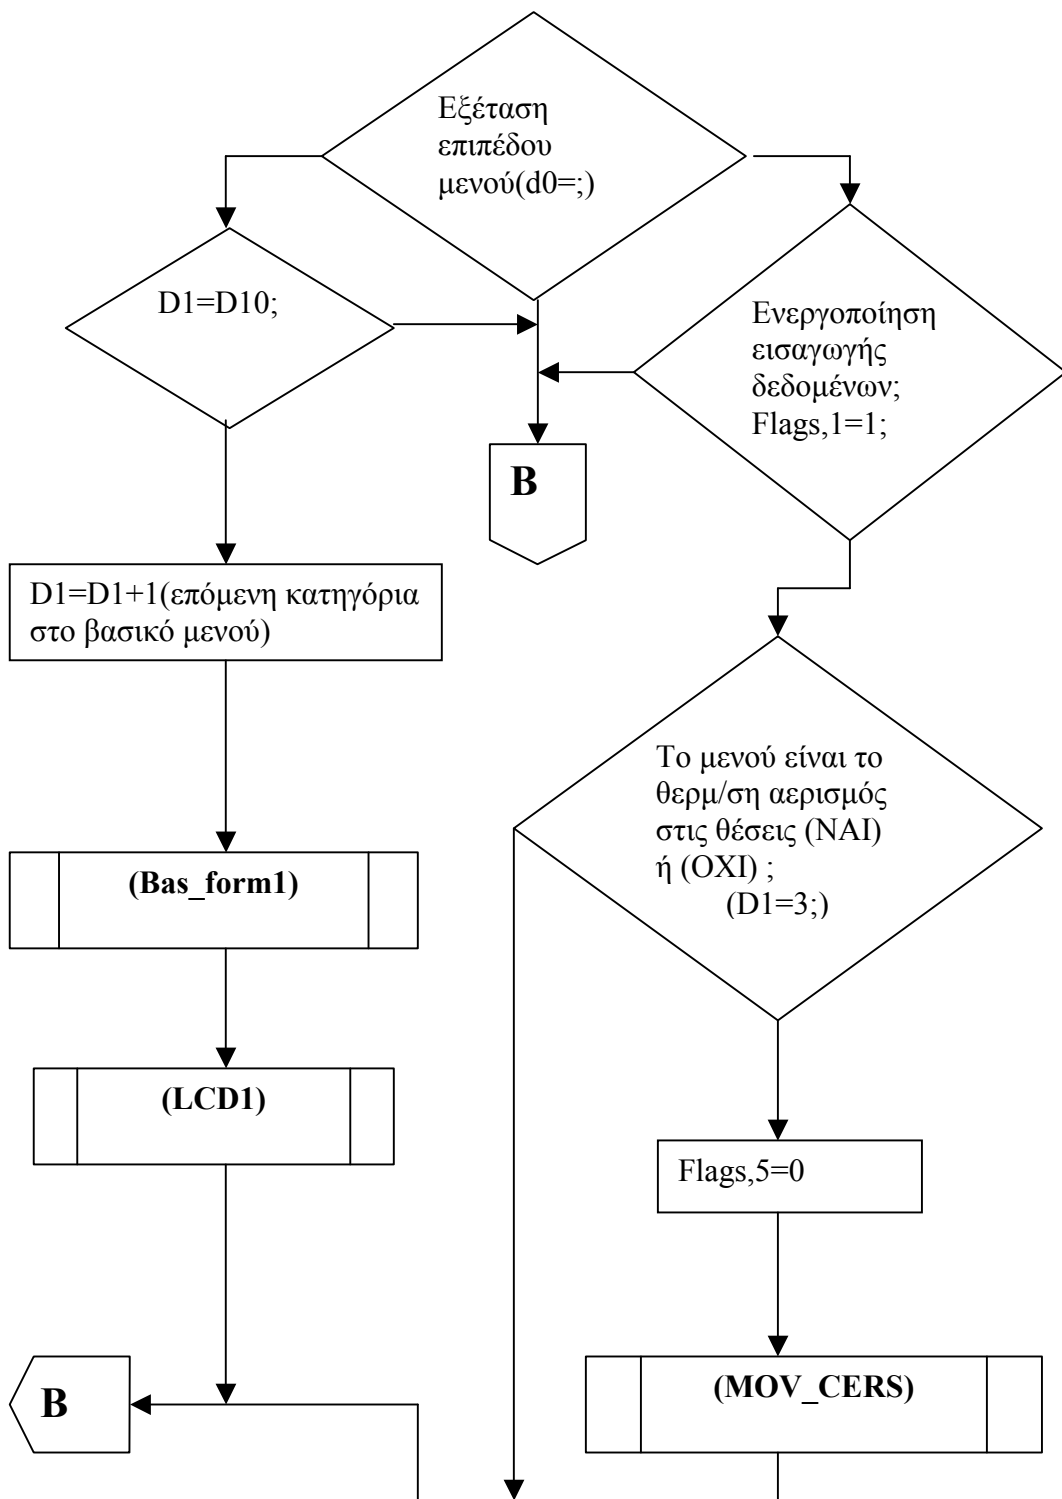 Εξέταση
επιπέδου
μενού(d0=;)
D1=D10;
Ενεργοποίηση
εισαγωγής
δεδομένων;
Flags,1=1;
B
D1=D1+1(επόμενη κατηγόρια
στο βασικό μενού)
Το μενού είναι το
θερμ/ση αερισμός
στις θέσεις (ΝΑΙ)
ή (ΟΧΙ) ;
(D1=3;)
(Bas_form1)
(LCD1)
Flags,5=0
(MOV_CERS)
B